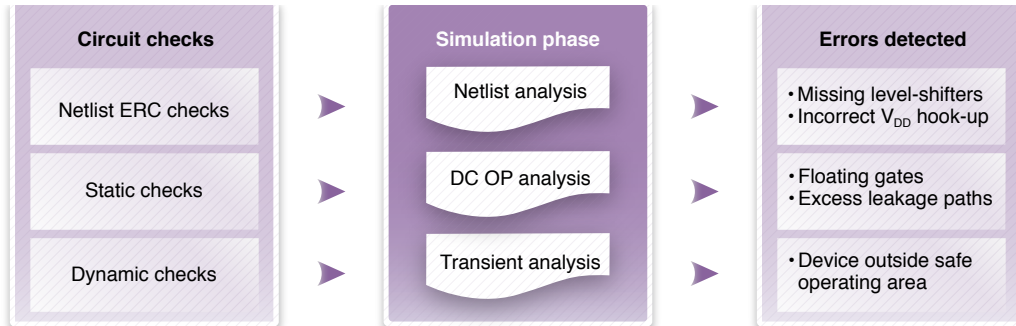 Circuit checks
Netlist ERC checks
Static checks
Dynamic checks
Simulation phase
Netlist analysis
DC OP analysis
Transient analysis
Errors detected
• Missing level-shifters
• Incorrect VDD hook-up
• Floating gates
• Excess leakage paths
• Device outside safe
operating area